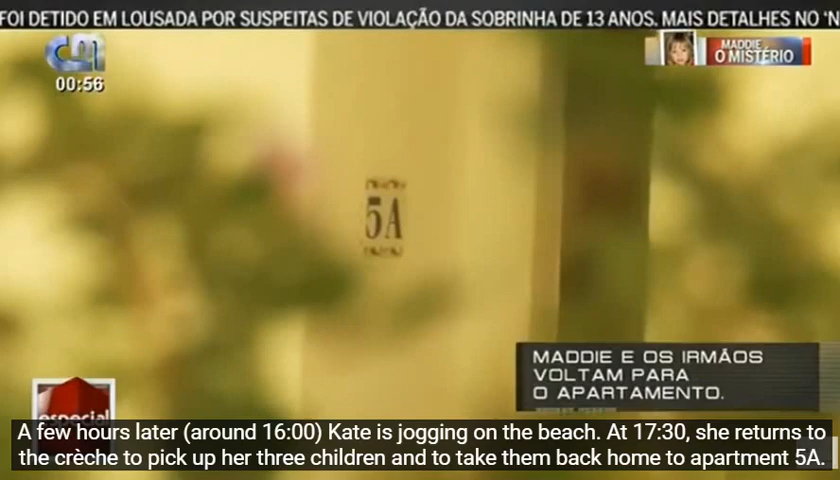 FOI DETIDO EM LOUSADA POR SUSPEITAS DE VIOLAÇÃO DA SOBRINHA DE 13 ANOS. MAIS DETALHES NO 'N
CM
00:56
MADDIE
O MISTÉRIO
5A
MADDIE E OS IRMÃOS
VOLTAM PARA
O APARTAMENTO.
especial
A few hours later (around 16:00) Kate is jogging on the beach. At 17:30, she returns to
the crèche to pick up her three children and to take them back home to apartment 5A.